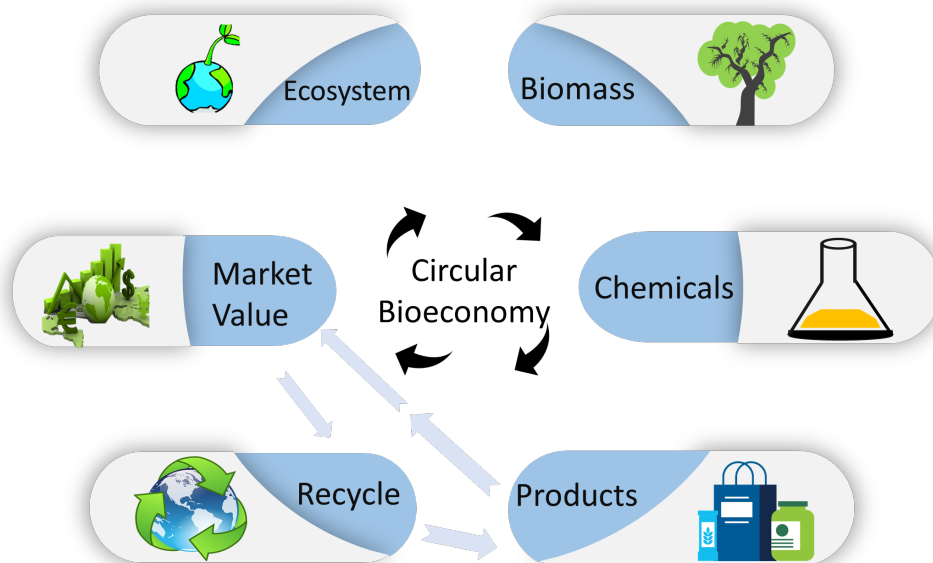 Ecosystem
Biomass
Market
Value
Circular
Bioeconomy
Chemicals
Recycle
Products
$
£